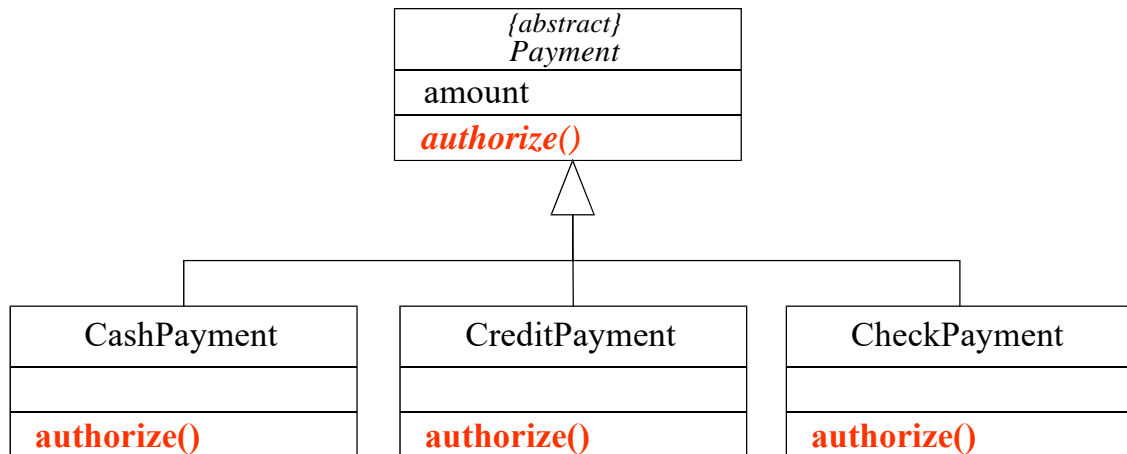 {abstract}
Payment
amount
authorize()
CashPayment
CreditPayment
CheckPayment
authorize()
authorize()
authorize()